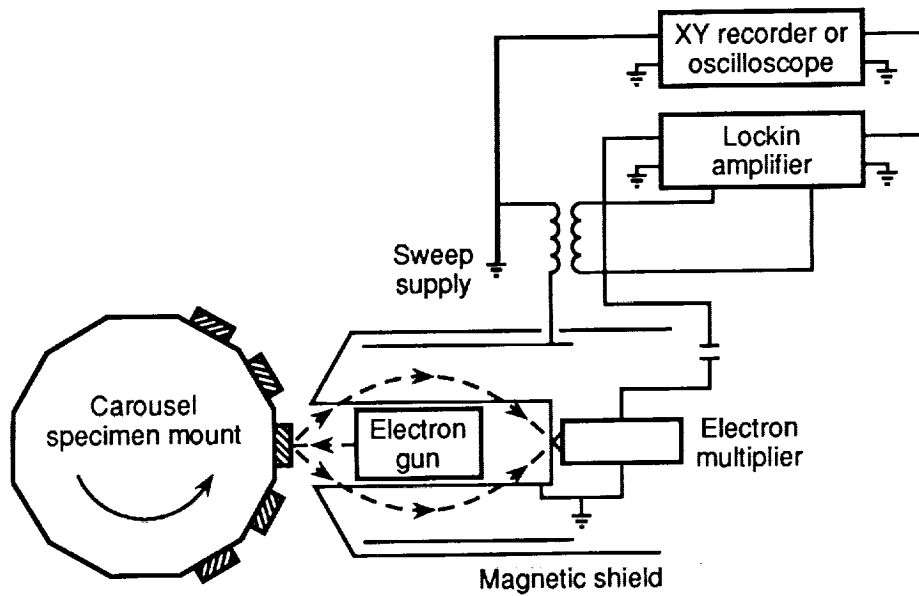 XY recorder or
oscilloscope
Lockin
amplifier
Sweep
supply
Carousel
specimen mount
Electron
gun
Electron
multiplier
Magnetic shield